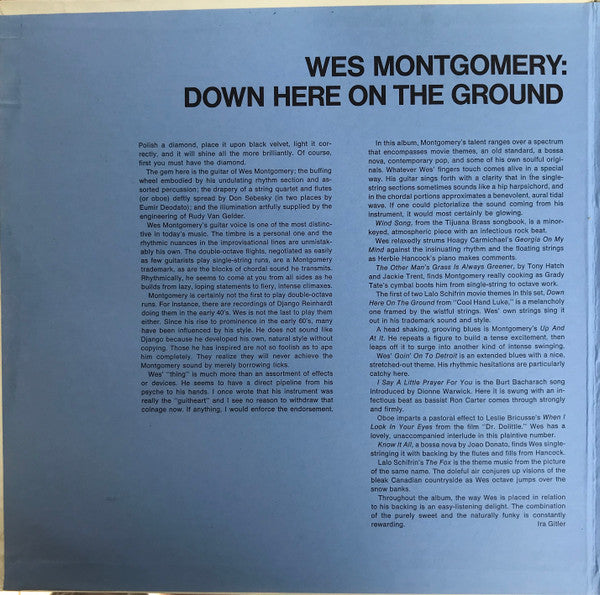 WES MONTGOMERY:
DOWN HERE ON THE GROUND
Polish a diamond, place it upon black velvet, light it cor-
rectly, and it will shine all the more brilliantly. Of course,
first you must have the diamond.
The gem here is the guitar of Wes Montgomery; the buffing
wheel embodied by his undulating rhythm section and as-
sorted percussion; the drapery of a string quartet and flutes
(or oboe) deftly spread by Don Sebesky (in two places by
Eumir Deodato); and the illumination artfully supplied by the
engineering of Rudy Van Gelder.
Wes Montgomery's guitar voice is one of the most distinc-
tive in today's music. The timbre is a personal one and the
rhythmic nuances in the improvisational lines are unmistak-
ably his own. The double-octave flights, negotiated as easily
as few guitarists play single-string runs, are a Montgomery
trademark, as are the blocks of chordal sound he transmits.
Rhythmically, he seems to come at you from all sides as he
builds from lazy, loping statements to fiery, intense climaxes.
Montgomery is certainly not the first to play double-octave
runs. For instance, there are recordings of Django Reinhardt
doing them in the early 40's. Wes is not the last to play them
either. Since his rise to prominence in the early 60's, many
have been influenced by his style. He does not sound like
Django because he developed his own, natural style without
copying. Those he has inspired are not so foolish as to ape
him completely. They realize they will never achieve the
Montgomery sound by merely borrowing licks.
Wes' "thing" is much more than an assortment of effects
or devices. He seems to have a direct pipeline from his
psyche to his hands. I once wrote that his instrument was
really the "guitheart" and I see no reason to withdraw that
coinage now. If anything, I would enforce the endorsement.
In this album, Montgomery's talent ranges over a spectrum
that encompasses movie themes, an old standard, a bossa
nova, contemporary pop, and some of his own soulful origi-
nals. Whatever Wes' fingers touch comes alive in a special
way. His guitar sings forth with a clarity that in the single-
string sections sometimes sounds like a hip harpsichord, and
in the chordal portions approximates a benevolent, aural tidal
wave. If one could pictorialize the sound coming from his
instrument, it would most certainly be glowing.
Wind Song, from the Tijuana Brass songbook, is a minor-
keyed, atmospheric piece with an infectious rock beat.
Wes relaxedly strums Hoagy Carmichael's Georgia On My
Mind against the insinuating rhythm and the floating strings
as Herbie Hancock's piano makes comments.
The Other Man's Grass Is Always Greener, by Tony Hatch
and Jackie Trent, finds Montgomery really cooking as Grady
Tate's cymbal boots him from single-string to octave work.
The first of two Lalo Schifrin movie themes in this set, Down
Here On The Ground from "Cool Hand Luke," is a melancholy
one framed by the wistful strings. Wes' own strings sing it
out in his trademark sound and style.
A head shaking, grooving blues is Montgomery's Up And
At It. He repeats a figure to build a tense excitement, then
leaps off it to surge into another kind of intense swinging.
Wes' Goin' On To Detroit is an extended blues with a nice,
stretched-out theme. His rhythmic hesitations are particularly
catchy here.
I Say A Little Prayer For You is the Burt Bacharach song
introduced by Dionne Warwick. Here it is swung with an in-
fectious beat as bassist Ron Carter comes through strongly
and firmly.
Oboe imparts a pastoral effect to Leslie Bricusse's When I
Look In Your Eyes from the film "Dr. Dolittle." Wes has a
lovely, unaccompanied interlude in this plaintive number.
Know It All, a bossa nova by Joao Donato, finds Wes single-
stringing it with backing by the flutes and fills from Hancock.
Lalo Schifrin's The Fox is the theme music from the picture
of the same name. The doleful air conjures up visions of the
bleak Canadian countryside as Wes octave jumps over the
snow banks.
Throughout the album, the way Wes is placed in relation
to his backing is an easy-listening delight. The combination
of the purely sweet and the naturally funky is constantly
rewarding. Ira Gitler